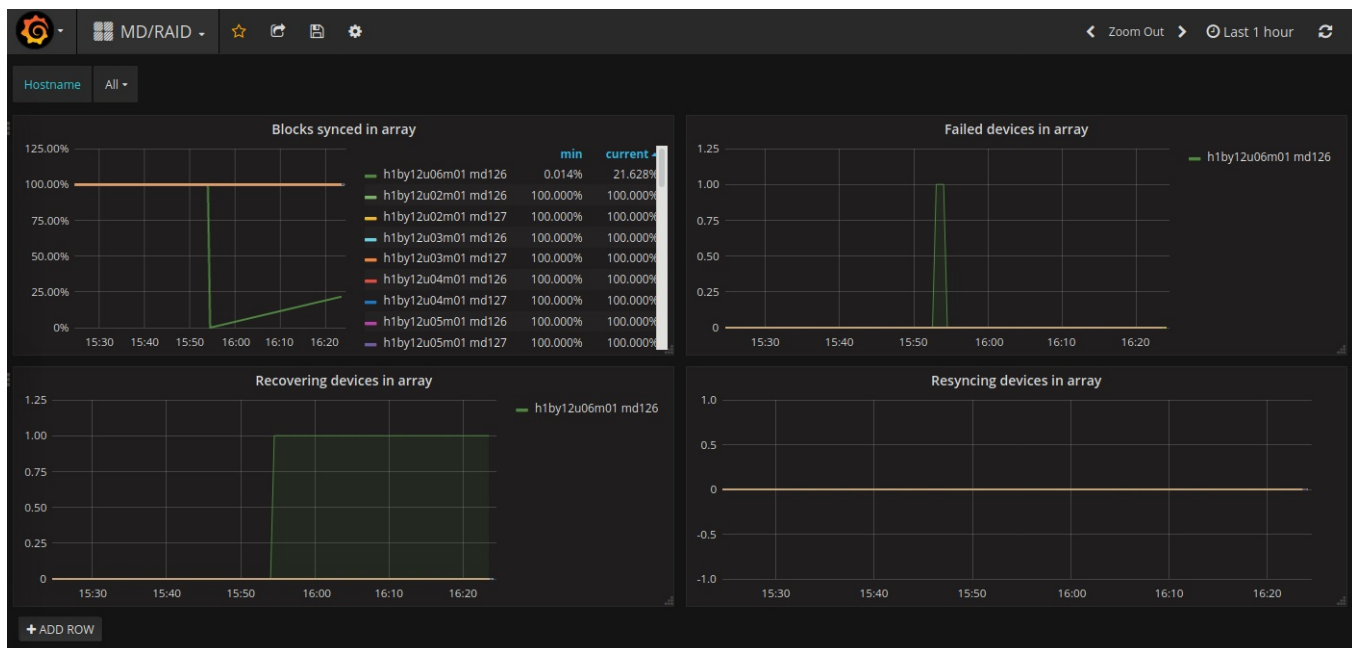 MD/RAID
Zoom Out
Last 1 hour
Hostname
All
Blocks synced in array
125.00%
100.00%
75.00%
50.00%
25.00%
0%
15:30 15:40 15:50 16:00 16:10 16:20
min current
h1by12u06m01 md126 0.014% 21.628%
h1by12u02m01 md126 100.000% 100.000%
h1by12u02m01 md127 100.000% 100.000%
h1by12u03m01 md126 100.000% 100.000%
h1by12u03m01 md127 100.000% 100.000%
h1by12u04m01 md126 100.000% 100.000%
h1by12u04m01 md127 100.000% 100.000%
h1by12u05m01 md126 100.000% 100.000%
h1by12u05m01 md127 100.000% 100.000%
Failed devices in array
1.25
1.00
0.75
0.50
0.25
0
15:30 15:40 15:50 16:00 16:10 16:20
h1by12u06m01 md126
Recovering devices in array
1.25
1.00
0.75
0.50
0.25
0
15:30 15:40 15:50 16:00 16:10 16:20
h1by12u06m01 md126
Resyncing devices in array
1.0
0.5
0
-0.5
-1.0
15:30 15:40 15:50 16:00 16:10 16:20
+ ADD ROW